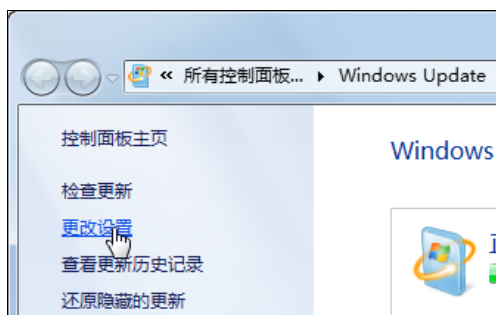 « 所有控制面板... ▸ Windows Update
控制面板主页
Windows
检查更新
更改设置
查看更新历史记录
还原隐藏的更新